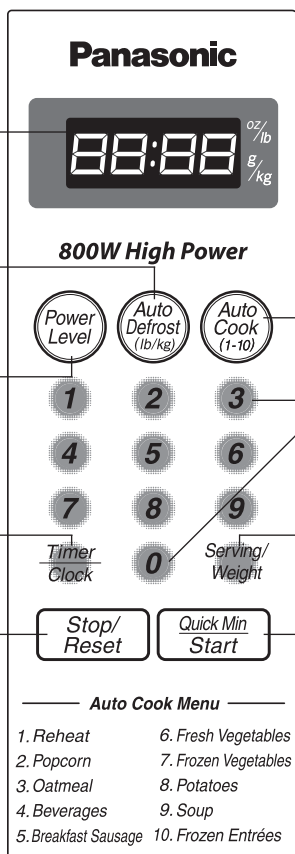 Panasonic
88:88
oz/lb
g/kg
800W High Power
Power Level
Auto Defrost (lb/kg)
Auto Cook (1-10)
1 2 3
4 5 6
7 8 9
Timer/Clock 0 Serving/Weight
Stop/Reset
Quick Min/Start
Auto Cook Menu
1. Reheat
2. Popcorn
3. Oatmeal
4. Beverages
5. Breakfast Sausage
6. Fresh Vegetables
7. Frozen Vegetables
8. Potatoes
9. Soup
10. Frozen Entrées